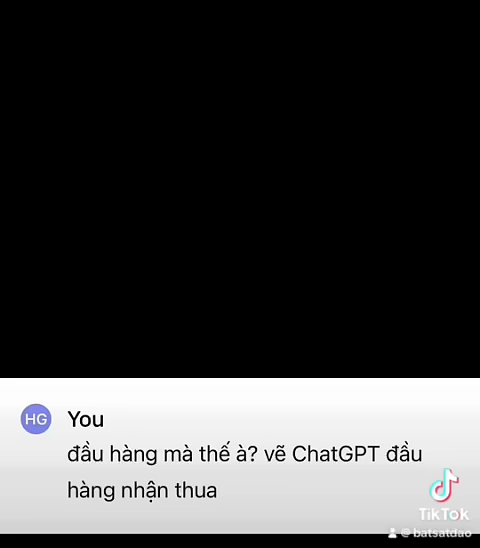 HG You
đầu hàng mà thế à? vẽ ChatGPT đầu
hàng nhận thua
TikTok
@ batsatdao